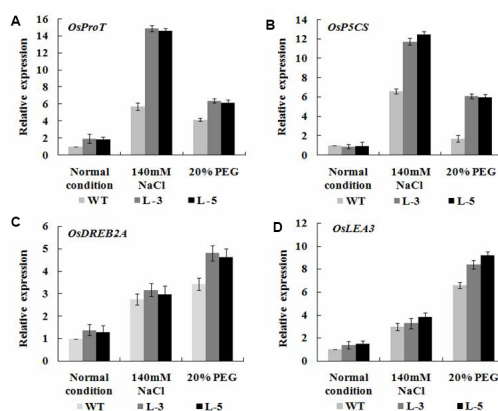 A
OsProT
Relative expression
16
14
12
10
8
6
4
2
0
Normal condition
140mM NaCl
20% PEG
WT L-3 L-5
B
OsP5CS
Relative expression
14
12
10
8
6
4
2
0
Normal condition
140mM NaCl
20% PEG
WT L-3 L-5
C
OsDREB2A
Relative expression
6
5
4
3
2
1
0
Normal condition
140mM NaCl
20% PEG
WT L-3 L-5
D
OsLEA3
Relative expression
10
8
6
4
2
0
Normal condition
140mM NaCl
20% PEG
WT L-3 L-5